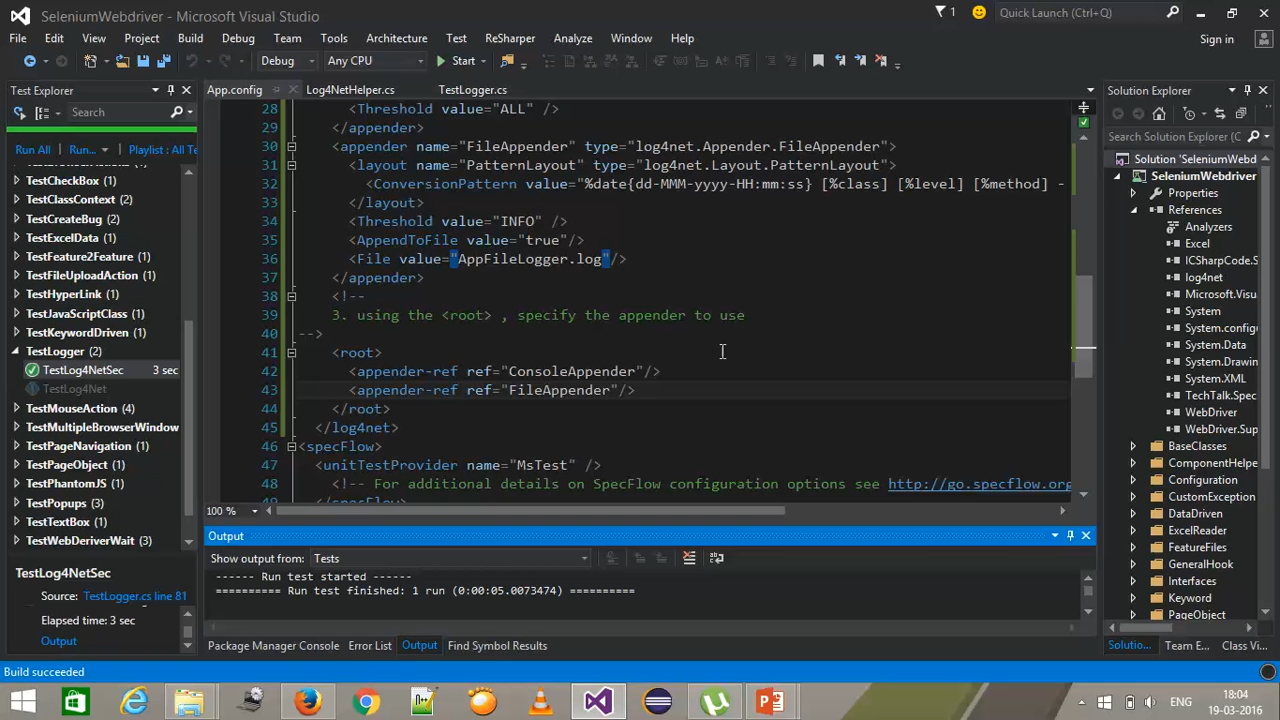 SeleniumWebdriver - Microsoft Visual Studio
1
Quick Launch (Ctrl+Q)
File Edit View Project Build Debug Team Tools Architecture Test ReSharper Analyze Window Help
Sign in
Debug Any CPU Start
Test Explorer
Search
Run All Run... Playlist : All Te
TestCheckBox (1)
TestClassContext (2)
TestCreateBug (1)
TestExcelData (1)
TestFeature2Feature (1)
TestFileUploadAction (1)
TestHyperLink (1)
TestJavaScriptClass (1)
TestKeywordDriven (1)
TestLogger (2)
TestLog4NetSec 3 sec
TestLog4Net
TestMouseAction (4)
TestMultipleBrowserWindow
TestPageNavigation (1)
TestPageObject (1)
TestPhantomJS (1)
TestPopups (3)
TestTextBox (1)
TestWebDeriverWait (3)
TestLog4NetSec
Source: TestLogger.cs line 81
Elapsed time: 3 sec
Output
App.config Log4NetHelper.cs TestLogger.cs
28 <Threshold value="ALL" />
29 </appender>
30 <appender name="FileAppender" type="log4net.Appender.FileAppender">
31 <layout name="PatternLayout" type="log4net.Layout.PatternLayout">
32 <ConversionPattern value="%date{dd-MMM-yyyy-HH:mm:ss} [%class] [%level] [%method] -
33 </layout>
34 <Threshold value="INFO" />
35 <AppendToFile value="true"/>
36 <File value="AppFileLogger.log"/>
37 </appender>
38 <!--
39 3. using the <root> , specify the appender to use
40 -->
41 <root>
42 <appender-ref ref="ConsoleAppender"/>
43 <appender-ref ref="FileAppender"/>
44 </root>
45 </log4net>
46 <specFlow>
47 <unitTestProvider name="MsTest" />
48 <!-- For additional details on SpecFlow configuration options see http://go.specflow.org
49 </specFlow>
100 %
Output
Show output from: Tests
------ Run test started ------
========== Run test finished: 1 run (0:00:05.0073474) ==========
Package Manager Console Error List Output Find Symbol Results
Solution Explorer
Search Solution Explorer (
Solution 'SeleniumWebd
SeleniumWebdriver
Properties
References
Analyzers
Excel
ICSharpCode.S
log4net
Microsoft.Visu
System
System.config
System.Data
System.Drawin
System.XML
TechTalk.Spec
WebDriver
WebDriver.Sup
BaseClasses
ComponentHelpe
Configuration
CustomException
DataDriven
ExcelReader
FeatureFiles
GeneralHook
Interfaces
Keyword
PageObject
Solutio... Team E... Class Vi...
Build succeeded
ENG
18:04
19-03-2016